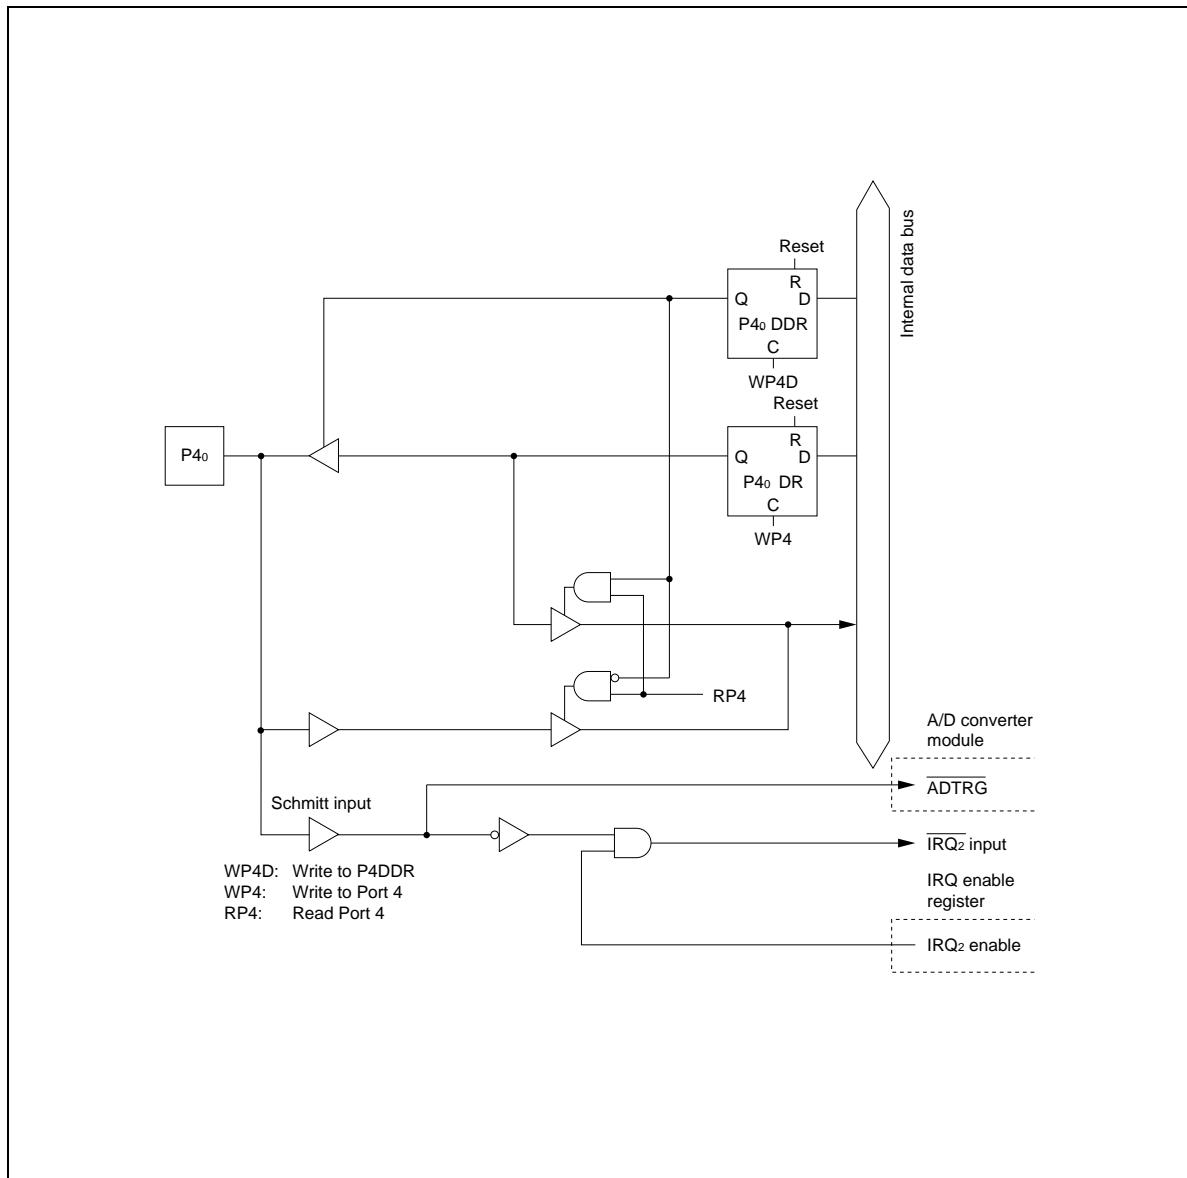 Internal data bus
Reset
R
Q D
P4₀ DDR
C
WP4D
Reset
R
P4₀
Q D
P4₀ DR
C
WP4
RP4
A/D converter
module
ADTRG
Schmitt input
IRQ₂ input
WP4D: Write to P4DDR
WP4: Write to Port 4
RP4: Read Port 4
IRQ enable
register
IRQ₂ enable